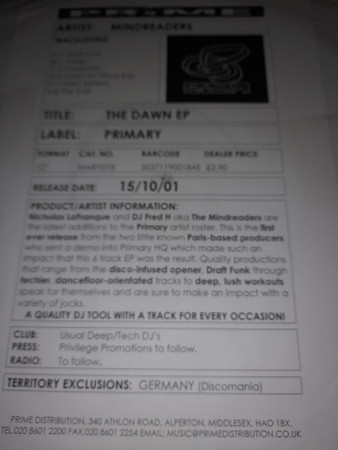 PRIME
ARTIST: MINDREADERS
TITLE: THE DAWN EP
LABEL: PRIMARY
FORMAT CAT. NO. BARCODE DEALER PRICE
12" £2.90
RELEASE DATE: 15/10/01
PRODUCT/ARTIST INFORMATION:
Nicholas Lafranque and DJ Fred H aka The Mindreaders are
the latest additions to the Primary artist roster. This is the first
ever release from the two little known Paris-based producers
who sent a demo into Primary HQ which made such an
impact that this 6 track EP was the result. Quality productions
that range from the disco-infused opener, Draft Funk through
techier, dancefloor-orientated tracks to deep, lush workouts
speak for themselves and are sure to make an impact with a
variety of jocks.
A QUALITY DJ TOOL WITH A TRACK FOR EVERY OCCASION!
CLUB: Usual Deep/Tech DJ's
PRESS: Privilege Promotions to follow.
RADIO: To follow.
TERRITORY EXCLUSIONS: GERMANY (Discomania)
PRIME DISTRIBUTION, 340 ATHLON ROAD, ALPERTON, MIDDLESEX, HAO 1BX.
TEL.020 8601 2200 FAX.020 8601 2254 EMAIL: MUSIC@PRIMEDISTRIBUTION.CO.UK